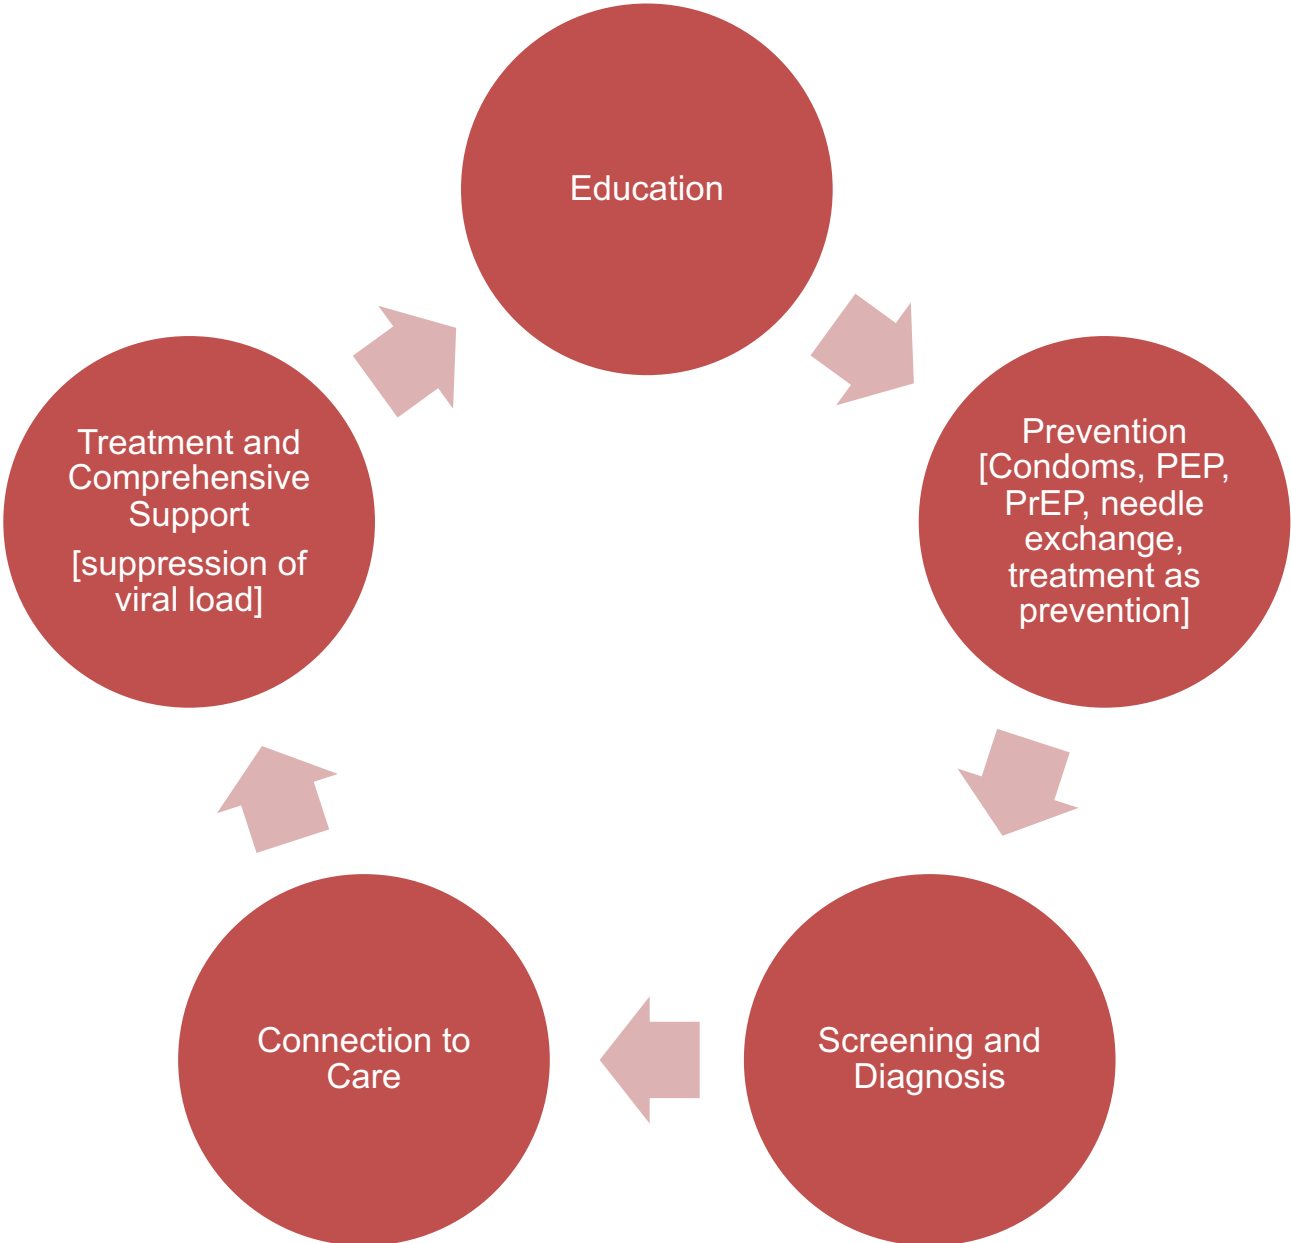 Education
Prevention
[Condoms, PEP,
PrEP, needle
exchange,
treatment as
prevention]
Screening and
Diagnosis
Connection to
Care
Treatment and
Comprehensive
Support
[suppression of
viral load]